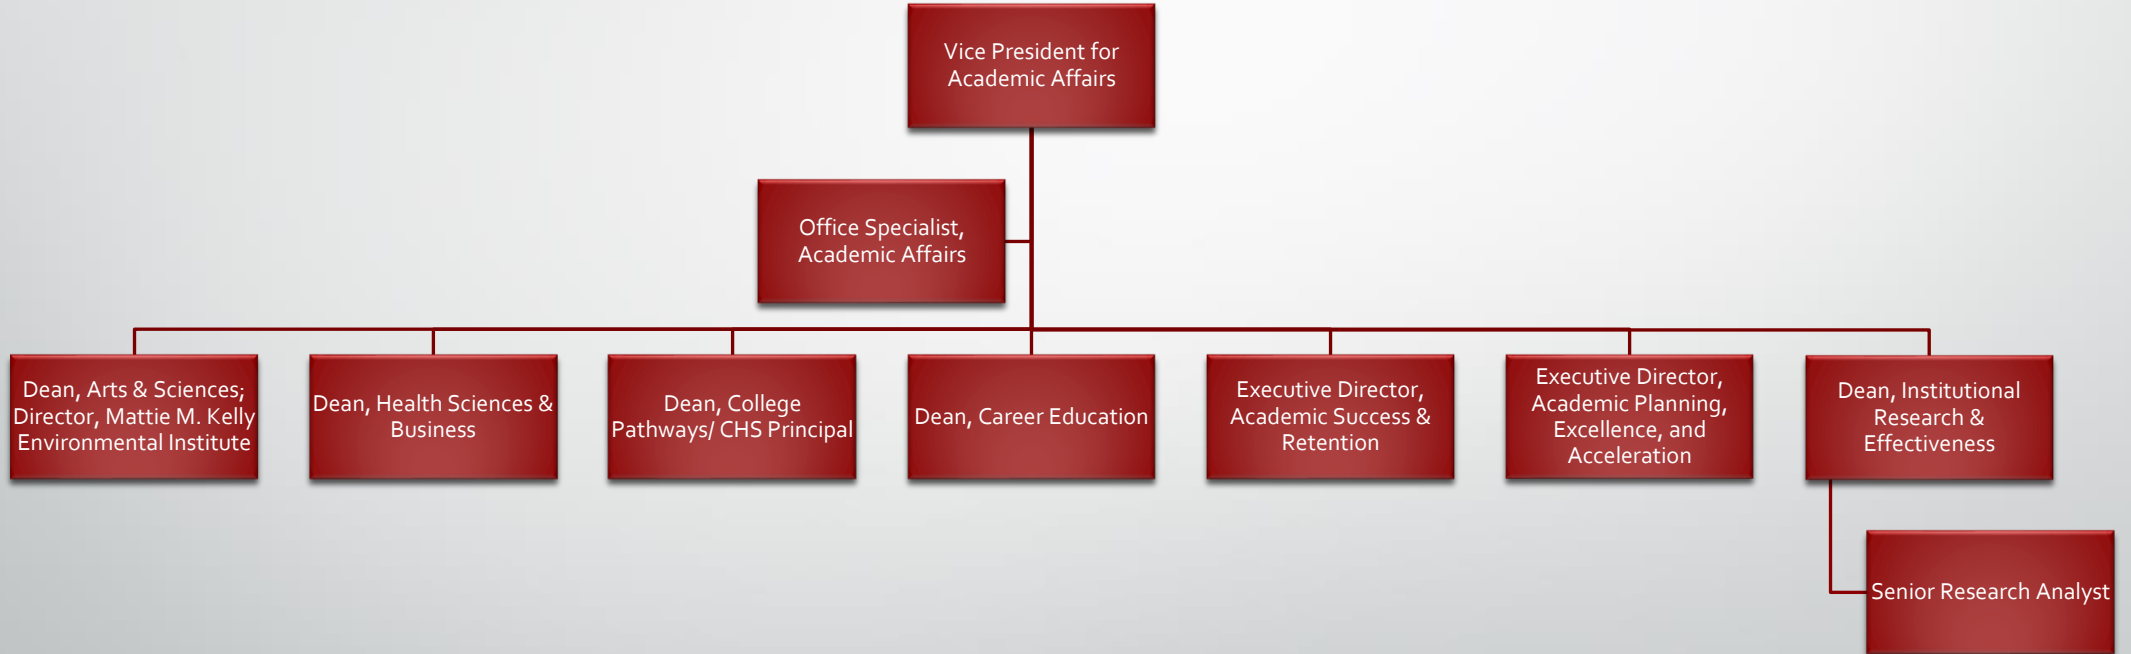 Vice President for
Academic Affairs
Office Specialist,
Academic Affairs
Dean, Arts & Sciences;
Director, Mattie M. Kelly
Environmental Institute
Dean, Health Sciences &
Business
Dean, College
Pathways/ CHS Principal
Dean, Career Education
Executive Director,
Academic Success &
Retention
Executive Director,
Academic Planning,
Excellence, and
Acceleration
Dean, Institutional
Research &
Effectiveness
Senior Research Analyst